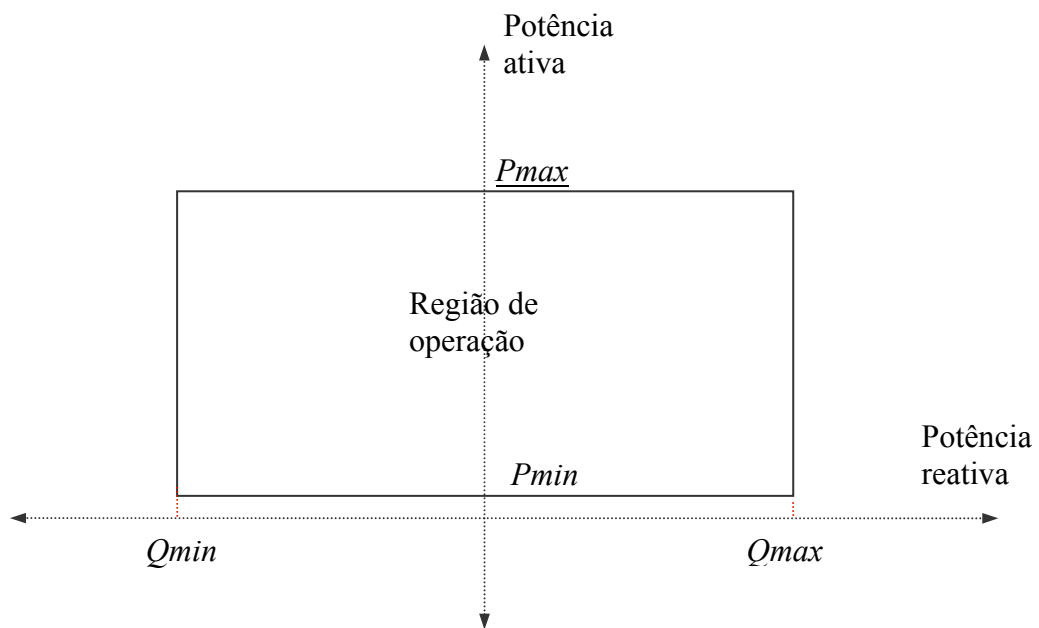 Potência
ativa
Pmax
Região de
operação
Pmin
Potência
reativa
Qmin
Qmax